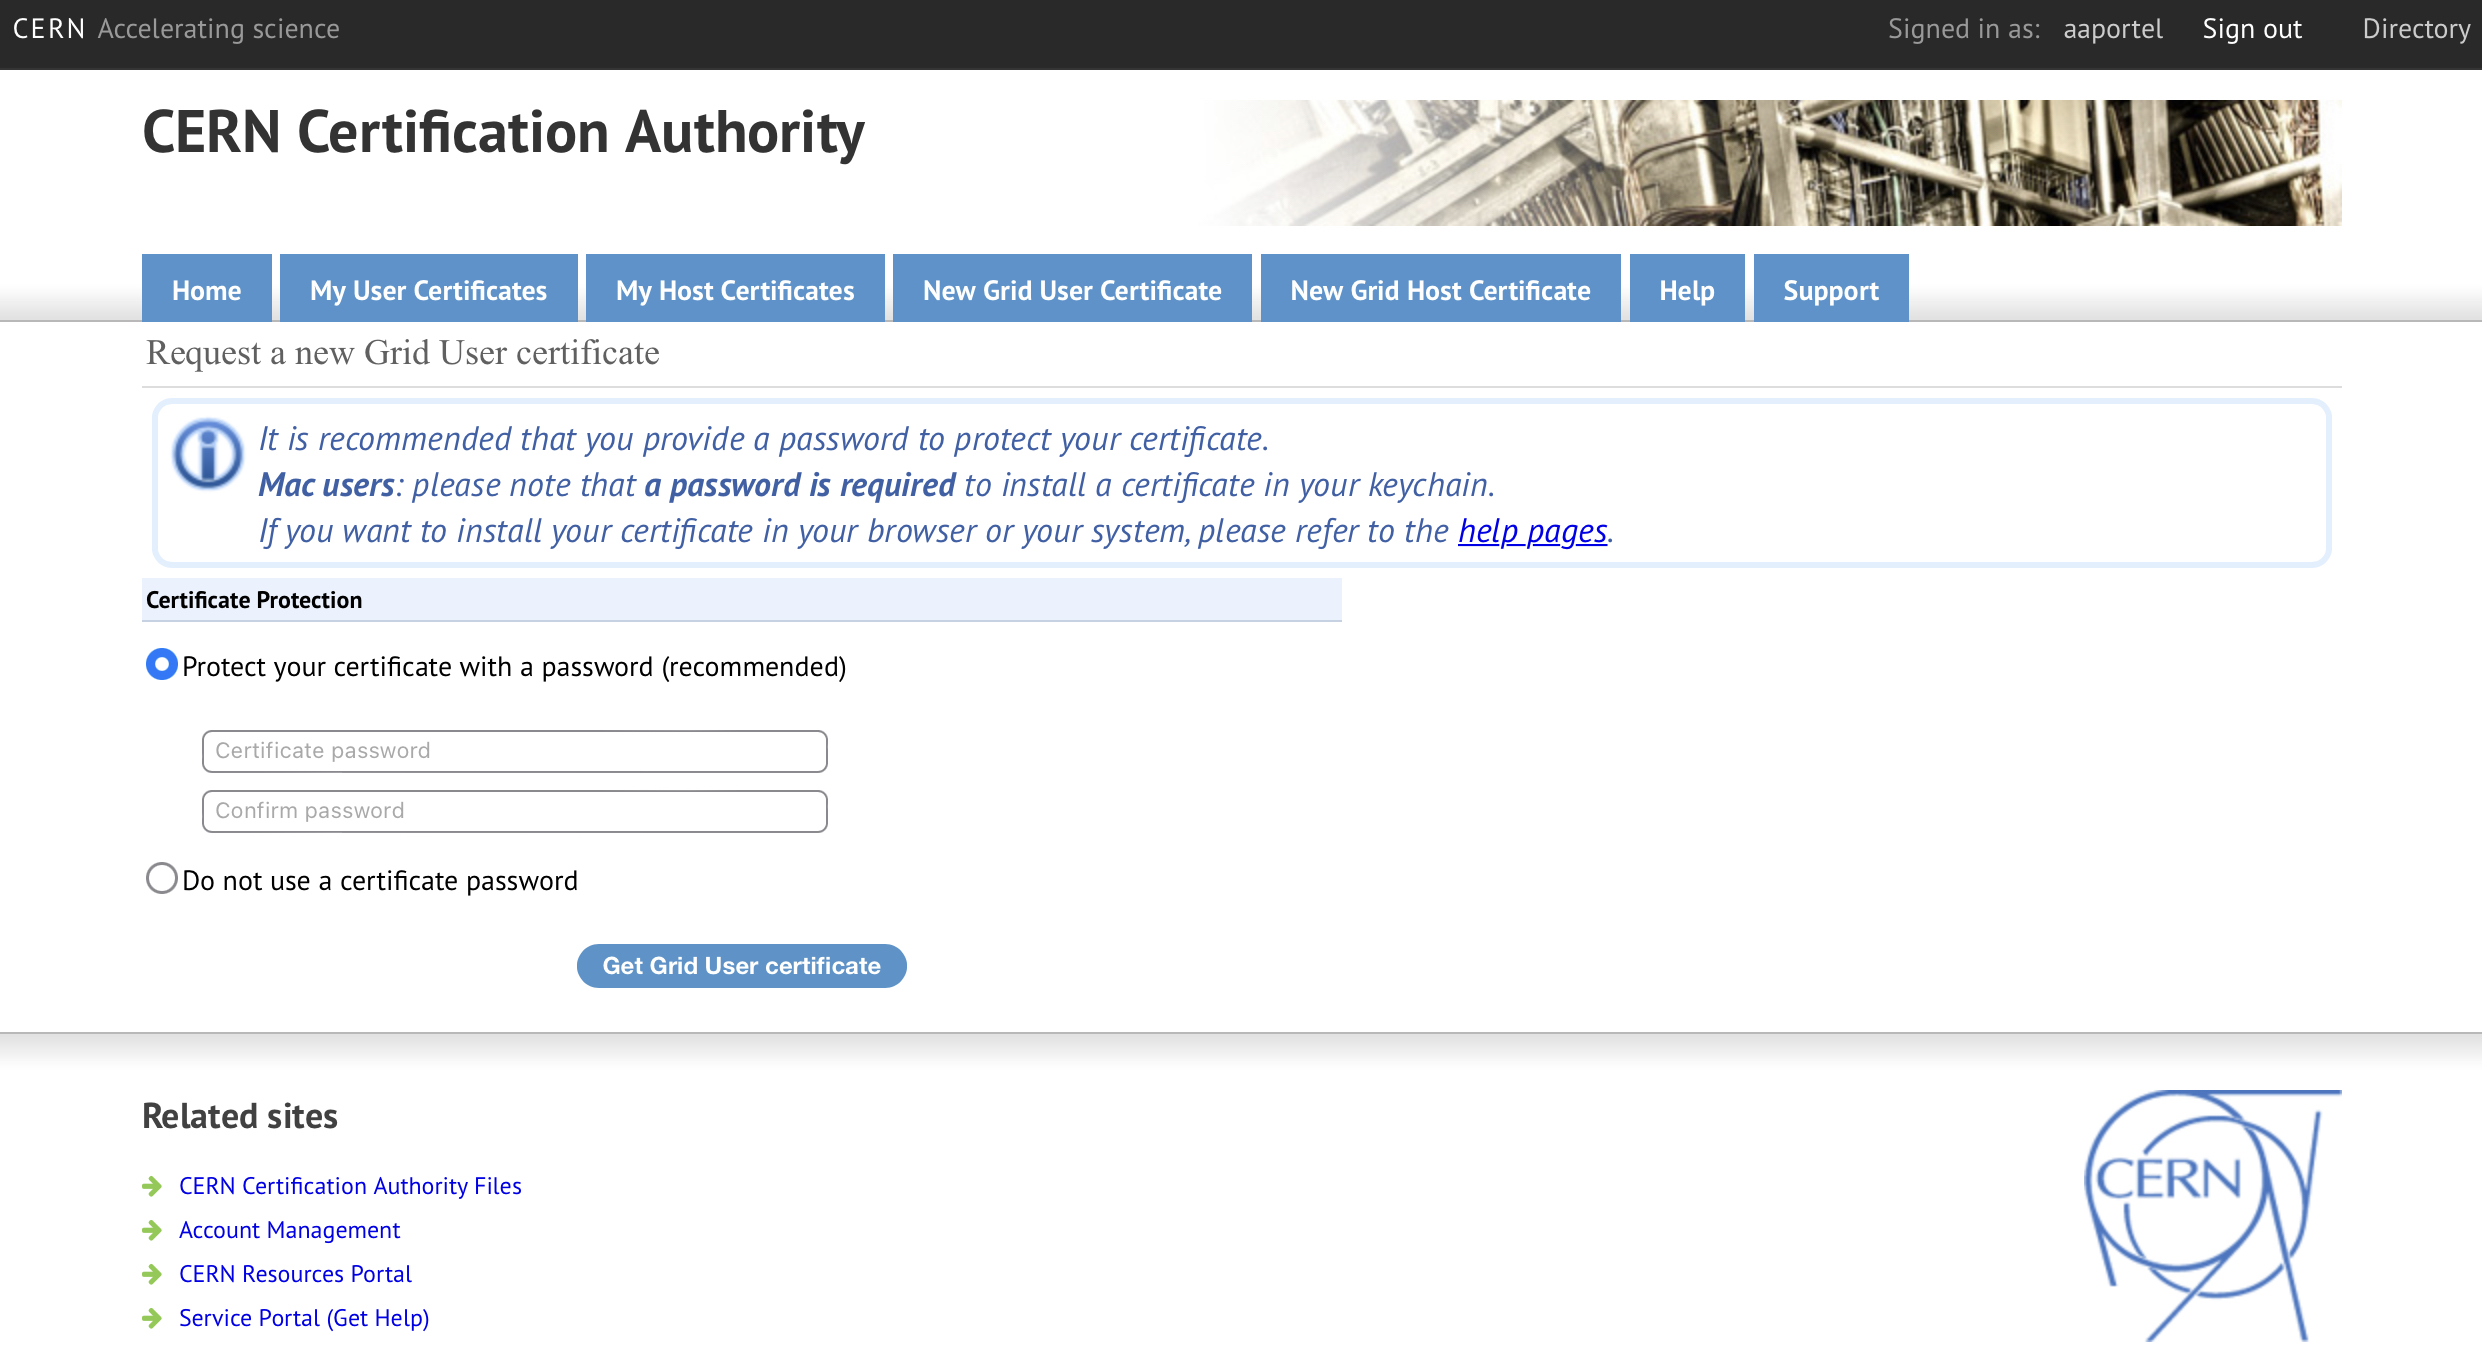 CERN Accelerating science Signed in as: aaportel Sign out Directory
CERN Certification Authority
Home My User Certificates My Host Certificates New Grid User Certificate New Grid Host Certificate Help Support
Request a new Grid User certificate
It is recommended that you provide a password to protect your certificate.
Mac users: please note that a password is required to install a certificate in your keychain.
If you want to install your certificate in your browser or your system, please refer to the help pages.
Certificate Protection
Protect your certificate with a password (recommended)
Certificate password
Confirm password
Do not use a certificate password
Get Grid User certificate
Related sites
CERN Certification Authority Files
Account Management
CERN Resources Portal
Service Portal (Get Help)
CERN